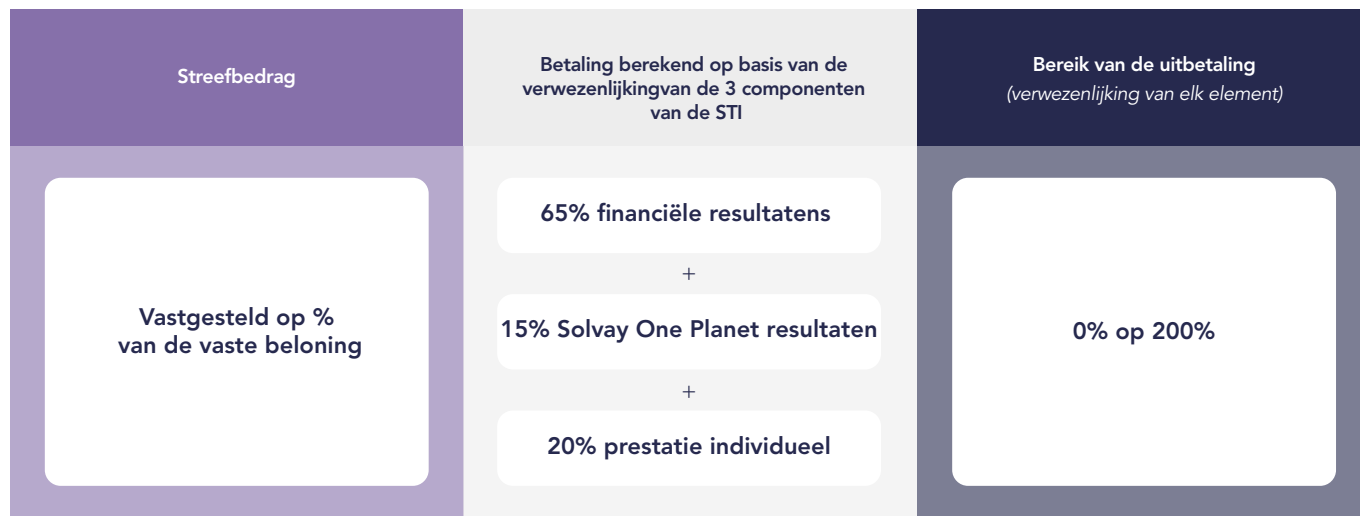 Streefbedrag
Betaling berekend op basis van de
verwezenlijkingvan de 3 componenten
van de STI
Bereik van de uitbetaling
(verwezenlijking van elk element)
Vastgesteld op %
van de vaste beloning
65% financiële resultatens
+
15% Solvay One Planet resultaten
+
20% prestatie individueel
0% op 200%